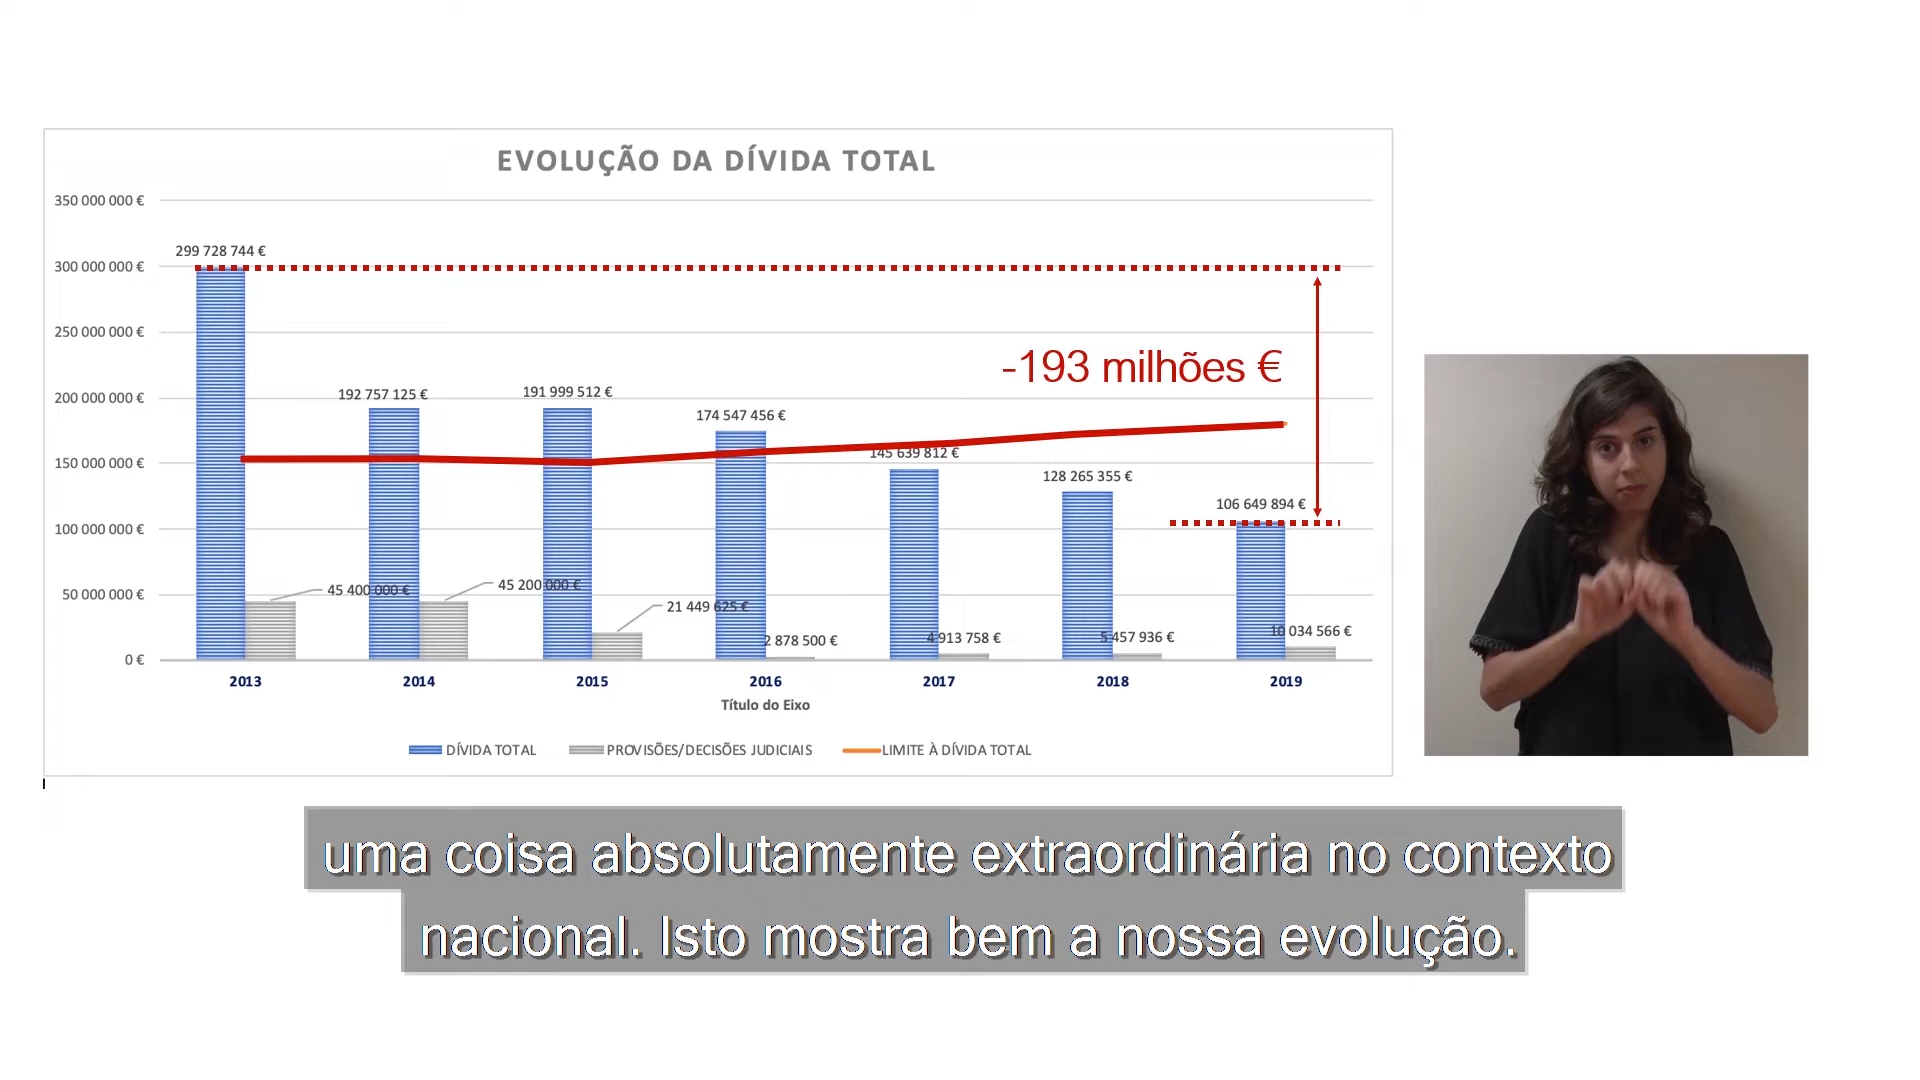 EVOLUÇÃO DA DÍVIDA TOTAL
350 000 000 €
300 000 000 €
250 000 000 €
200 000 000 €
150 000 000 €
100 000 000 €
50 000 000 €
0 €
299 728 744 €
192 757 125 €
191 999 512 €
174 547 456 €
145 639 812 €
128 265 355 €
106 649 894 €
-193 milhões €
45 400 000 €
45 200 000 €
21 449 625 €
2 878 500 €
4 913 758 €
5 457 936 €
10 034 566 €
2013 2014 2015 2016 2017 2018 2019
Título do Eixo
DÍVIDA TOTAL PROVISÕES/DECISÕES JUDICIAIS LIMITE À DÍVIDA TOTAL
uma coisa absolutamente extraordinária no contexto
nacional. Isto mostra bem a nossa evolução.